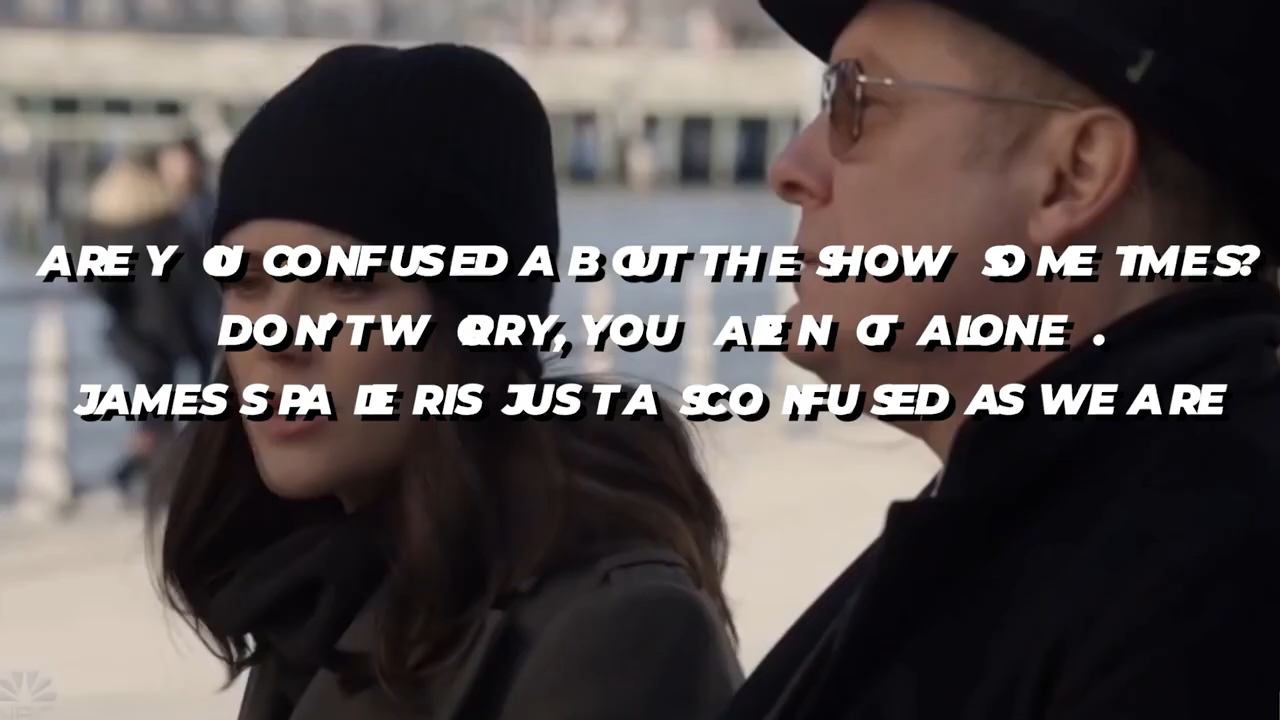 ARE YOU CONFUSED ABOUT THE SHOW SOMETIMES?
DON'T WORRY, YOU ARE NOT ALONE.
JAMES SPADER IS JUST AS CONFUSED AS WE ARE
NBC